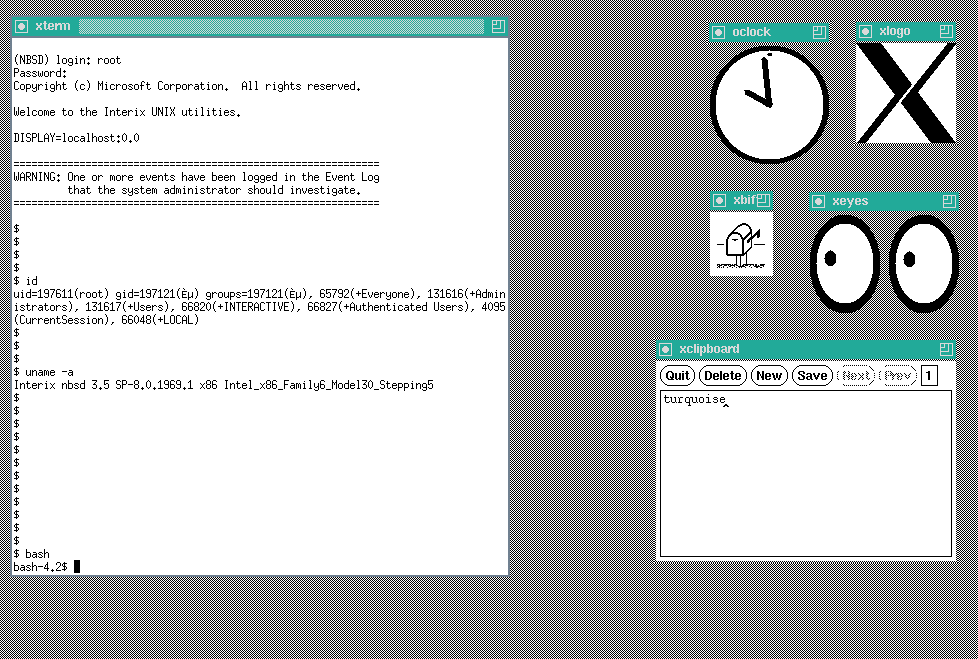 xterm
(NBSD) login: root
Password:
Copyright (c) Microsoft Corporation.  All rights reserved.
Welcome to the Interix UNIX utilities.
DISPLAY=localhost:0.0
=============================================================
WARNING: One or more events have been logged in the Event Log
         that the system administrator should investigate.
=============================================================
$
$
$
$
$ id
uid=197611(root) gid=197121(Èµ) groups=197121(Èµ), 65792(+Everyone), 131616(+Admin
istrators), 131617(+Users), 66820(+INTERACTIVE), 66827(+Authenticated Users), 4095
(CurrentSession), 66048(+LOCAL)
$
$
$
$ uname -a
Interix nbsd 3.5 SP-8.0.1969.1 x86 Intel_x86_Family6_Model30_Stepping5
$
$
$
$
$
$
$
$
$
$
$
$
$ bash
bash-4.2$
oclock
xlogo
xbif
xeyes
xclipboard
Quit Delete New Save Next Prev 1
turquoise